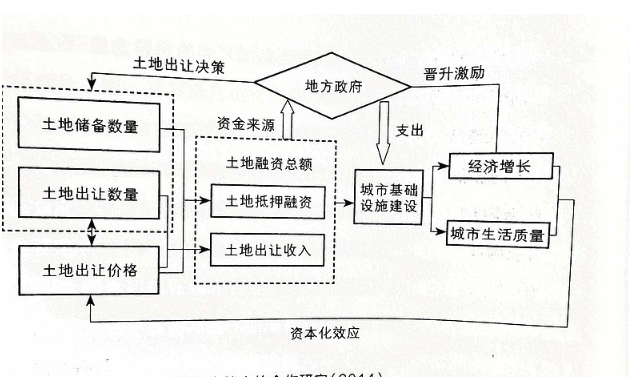 土地出让决策
地方政府
晋升激励
土地储备数量
资金来源
支出
土地融资总额
经济增长
土地出让数量
土地抵押融资
城市基础
设施建设
城市生活质量
土地出让价格
土地出让收入
资本化效应
(2014)